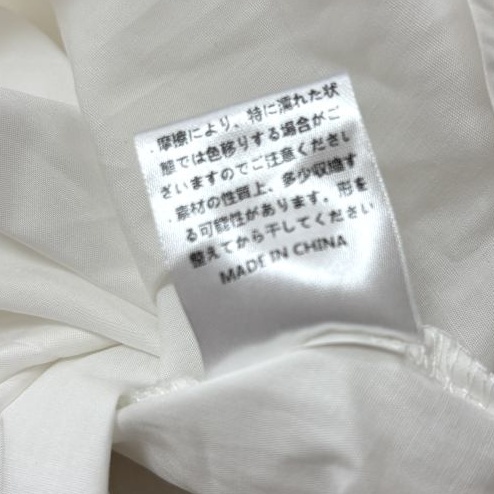 .摩擦により、特に濡れた状
態では色移りする場合がご
ざいますのでご注意ください
.素材の性質上、多少収縮す
る可能性があります。形を
整えてから干してください
MADE IN CHINA